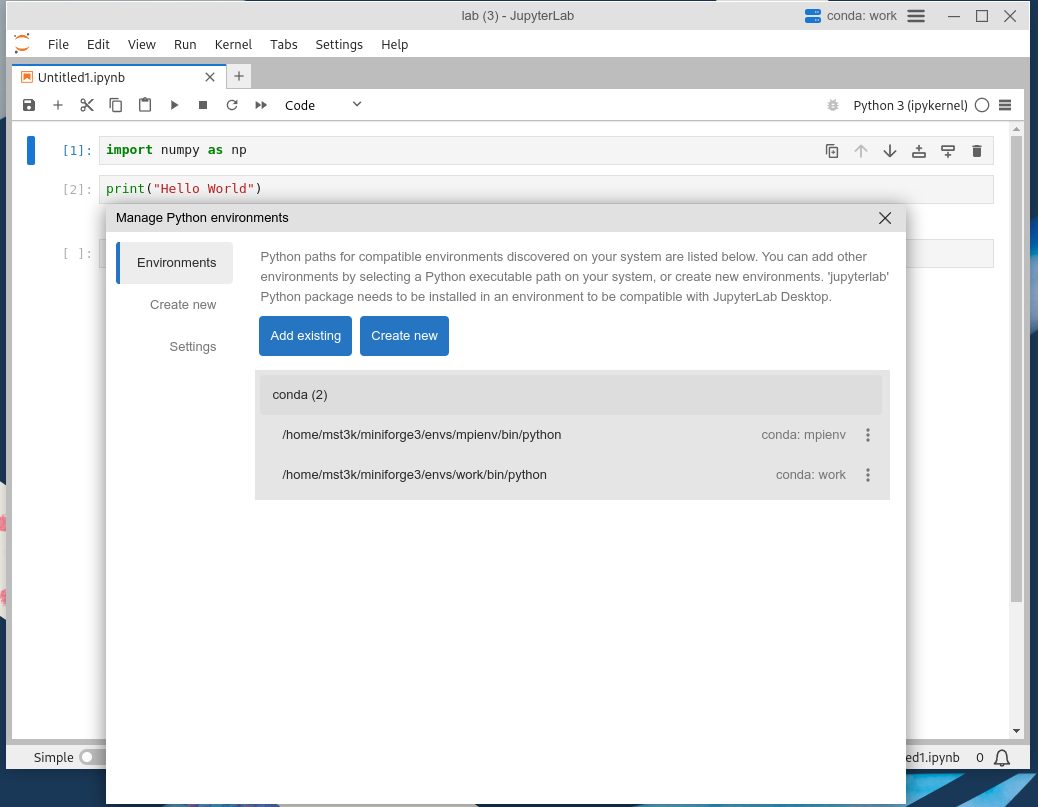 lab (3) - JupyterLab
conda: work
File Edit View Run Kernel Tabs Settings Help
Untitled1.ipynb
Code
Python 3 (ipykernel)
[1]: import numpy as np
[2]: print("Hello World")
[ ]:
Manage Python environments
Environments
Create new
Settings
Python paths for compatible environments discovered on your system are listed below. You can add other
environments by selecting a Python executable path on your system, or create new environments. 'jupyterlab'
Python package needs to be installed in an environment to be compatible with JupyterLab Desktop.
Add existing
Create new
conda (2)
/home/mst3k/miniforge3/envs/mpienv/bin/python conda: mpienv
/home/mst3k/miniforge3/envs/work/bin/python conda: work
Simple
ed1.ipynb 0